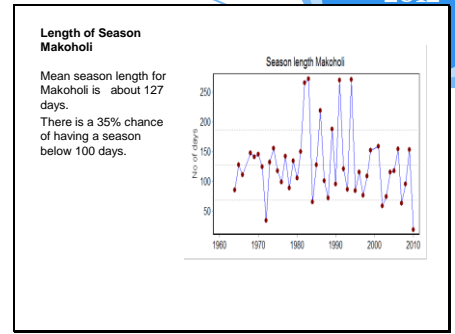 Length of Season
Makoholi
Mean season length for
Makoholi is about 127
days.
There is a 35% chance
of having a season
below 100 days.
Season length Makoholi
No of days
250
200
150
100
50
1960 1970 1980 1990 2000 2010